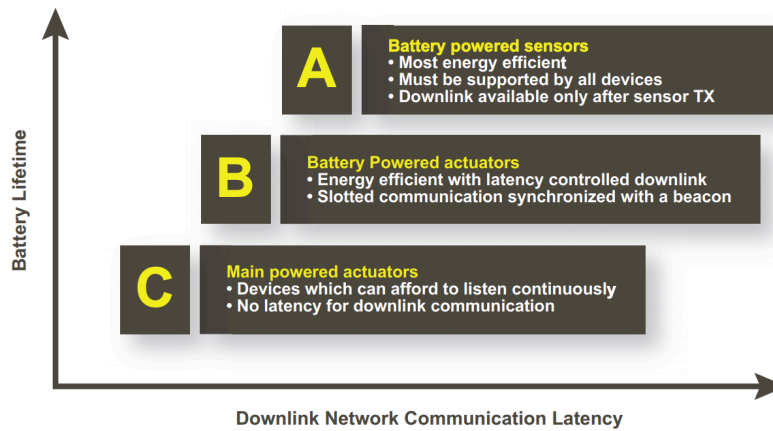 A
Battery powered sensors
• Most energy efficient
• Must be supported by all devices
• Downlink available only after sensor TX
B
Battery Powered actuators
• Energy efficient with latency controlled downlink
• Slotted communication synchronized with a beacon
C
Main powered actuators
• Devices which can afford to listen continuously
• No latency for downlink communication
Battery Lifetime
Downlink Network Communication Latency